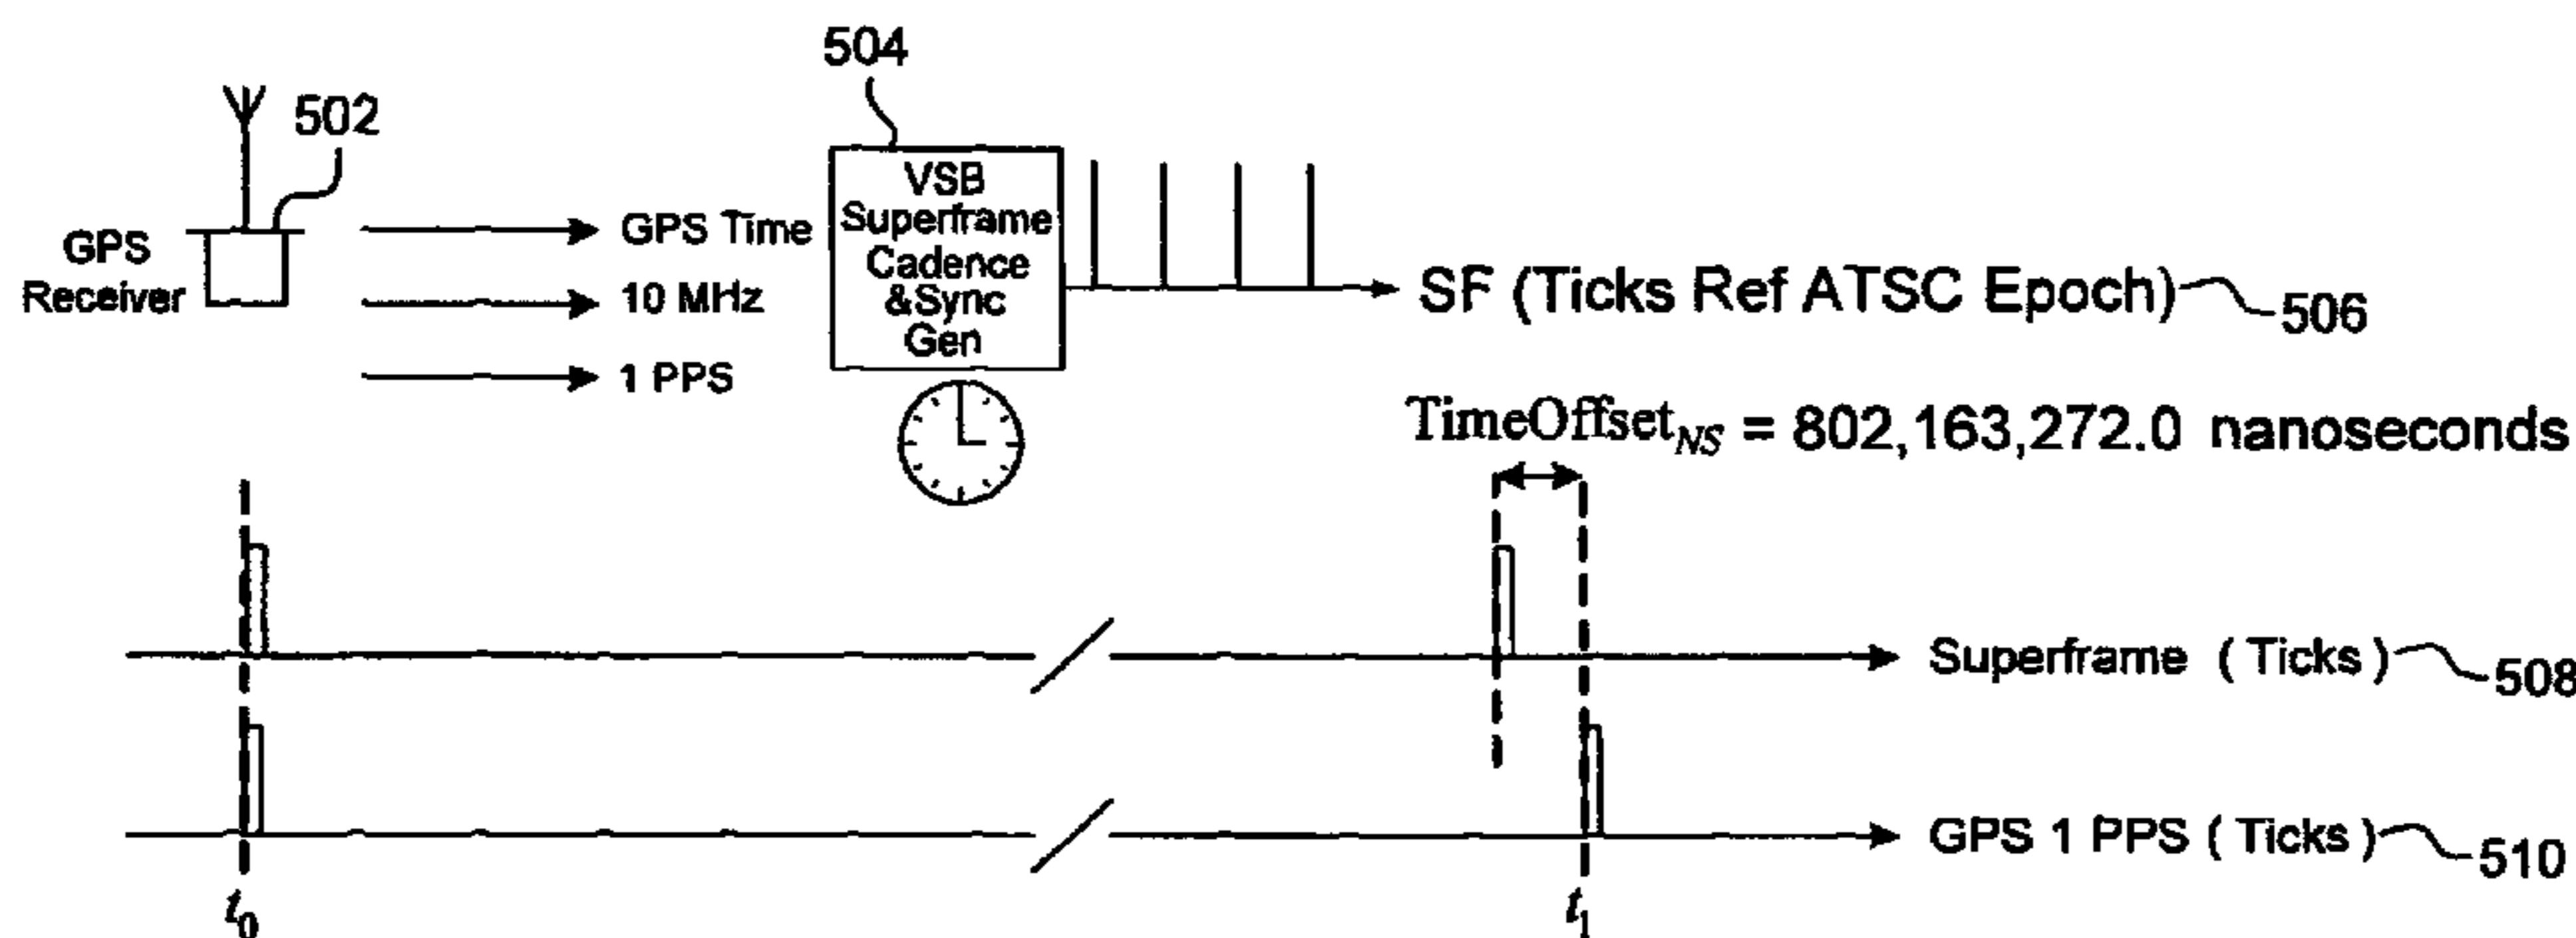 504
502
GPS Receiver
GPS Time
10 MHz
1 PPS
VSB
Superframe
Cadence
&Sync
Gen
SF (Ticks Ref ATSC Epoch)
506
TimeOffsetNS = 802,163,272.0 nanoseconds
Superframe ( Ticks )
508
GPS 1 PPS ( Ticks )
510
t0
t1